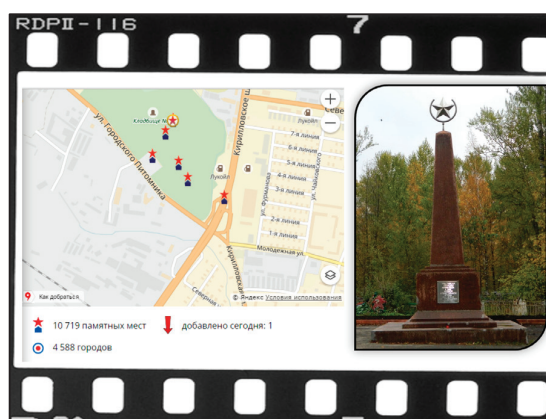 RDPII-116
7
Кладбище №
ул. Городского Питомника
Кирилловское ш.
Лукойл
7-я линия
6-я линия
5-я линия
4-я линия
3-я линия
ул. Фурманова
ул. Чайковского
Лукойл
2-я линия
1-я линия
Молодежная ул.
Кирилловская
Северная
Как добраться
© Яндекс Условия использования
10 719 памятных мест
добавлено сегодня: 1
4 588 городов